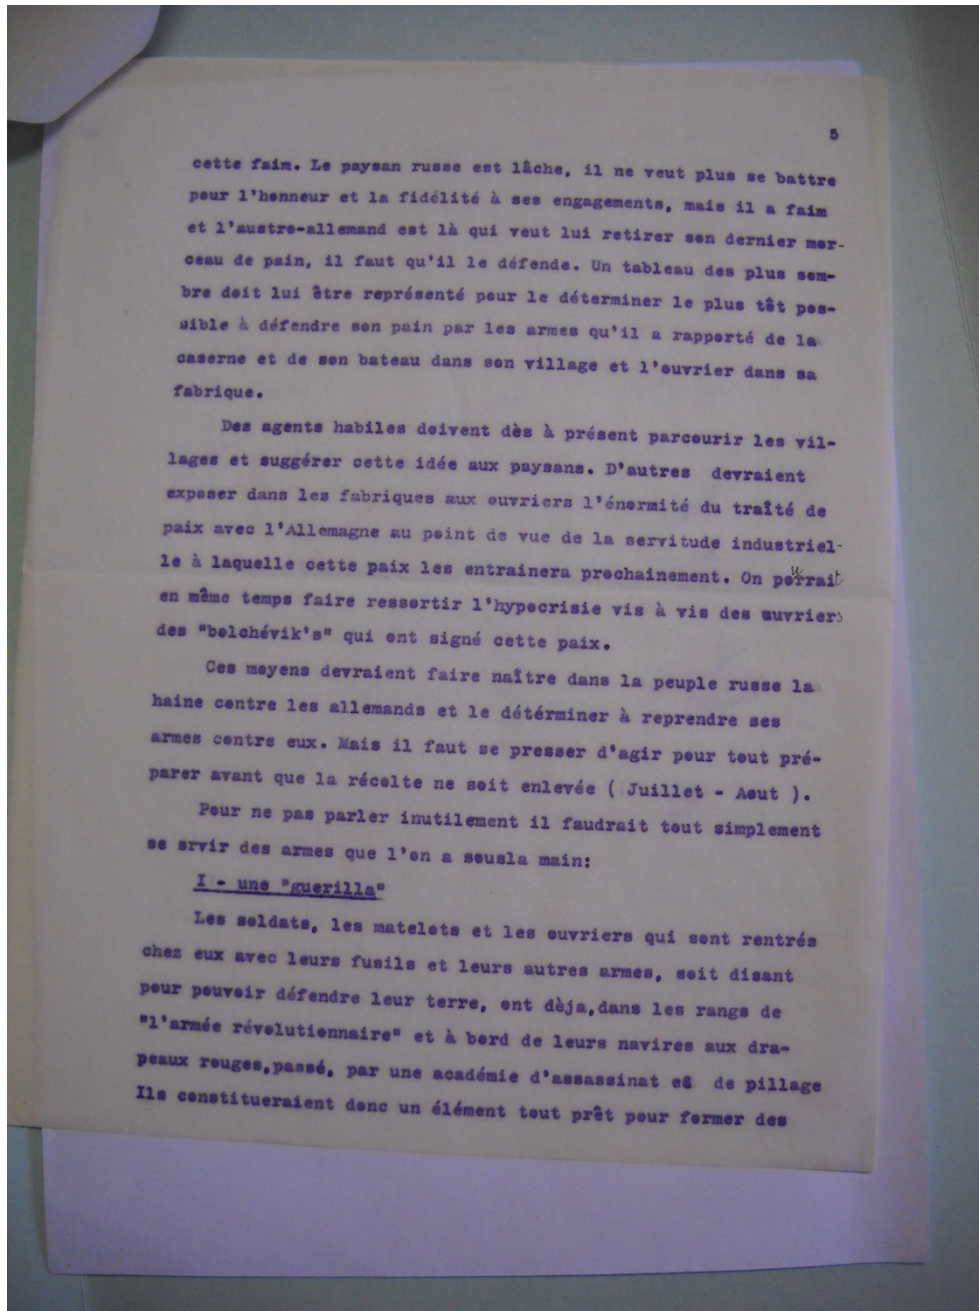 5
cette faim. Le paysan russe est lâche, il ne veut plus se battre
pour l'honneur et la fidélité à ses engagements, mais il a faim
et l'austro-allemand est là qui veut lui retirer son dernier mor-
ceau de pain, il faut qu'il le défende. Un tableau des plus som-
bre doit lui être représenté pour le déterminer le plus tôt pos-
sible à défendre son pain par les armes qu'il a rapporté de la
caserne et de son bateau dans son village et l'ouvrier dans sa
fabrique.
Des agents habiles doivent dès à présent parcourir les vil-
lages et suggérer cette idée aux paysans. D'autres devraient
exposer dans les fabriques aux ouvriers l'énormité du traîté de
paix avec l'Allemagne au point de vue de la servitude industriel-
le à laquelle cette paix les entrainera prochainement. On pourrait
en même temps faire ressortir l'hypocrisie vis à vis des ouvriers
des "bolchévik's" qui ont signé cette paix.
Ces moyens devraient faire naître dans la peuple russe la
haine contre les allemands et le détérminer à reprendre ses
armes contre eux. Mais il faut se presser d'agir pour tout pré-
parer avant que la récolte ne soit enlevée ( Juillet - Aout ).
Pour ne pas parler inutilement il faudrait tout simplement
se srvir des armes que l'on a sousla main:
I - une "guerilla"
Les soldats, les matelots et les ouvriers qui sont rentrés
chez eux avec leurs fusils et leurs autres armes, soit disant
pour pouvoir défendre leur terre, ont dèja,dans les rangs de
"l'armée révolutionnaire" et à bord de leurs navires aux dra-
peaux rouges,passé, par une académie d'assassinat et de pillage
Ils constitueraient donc un élément tout prêt pour former des